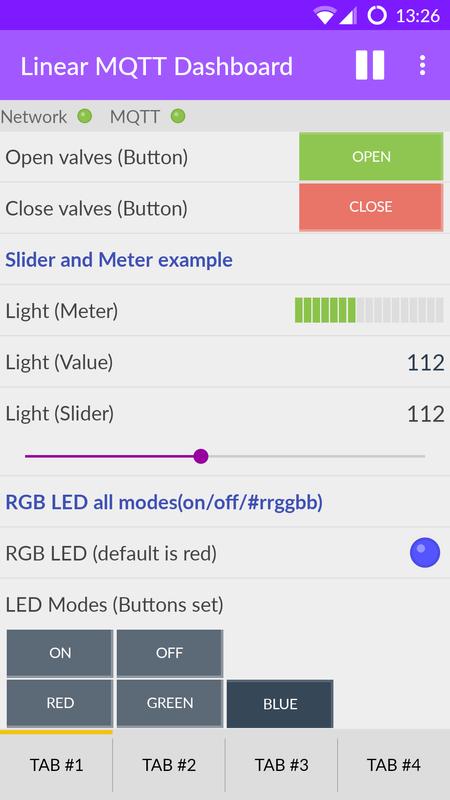 13:26
Linear MQTT Dashboard
Network MQTT
Open valves (Button) OPEN
Close valves (Button) CLOSE
Slider and Meter example
Light (Meter)
Light (Value) 112
Light (Slider) 112
RGB LED all modes(on/off/#rrggbb)
RGB LED (default is red)
LED Modes (Buttons set)
ON OFF
RED GREEN BLUE
TAB #1 TAB #2 TAB #3 TAB #4